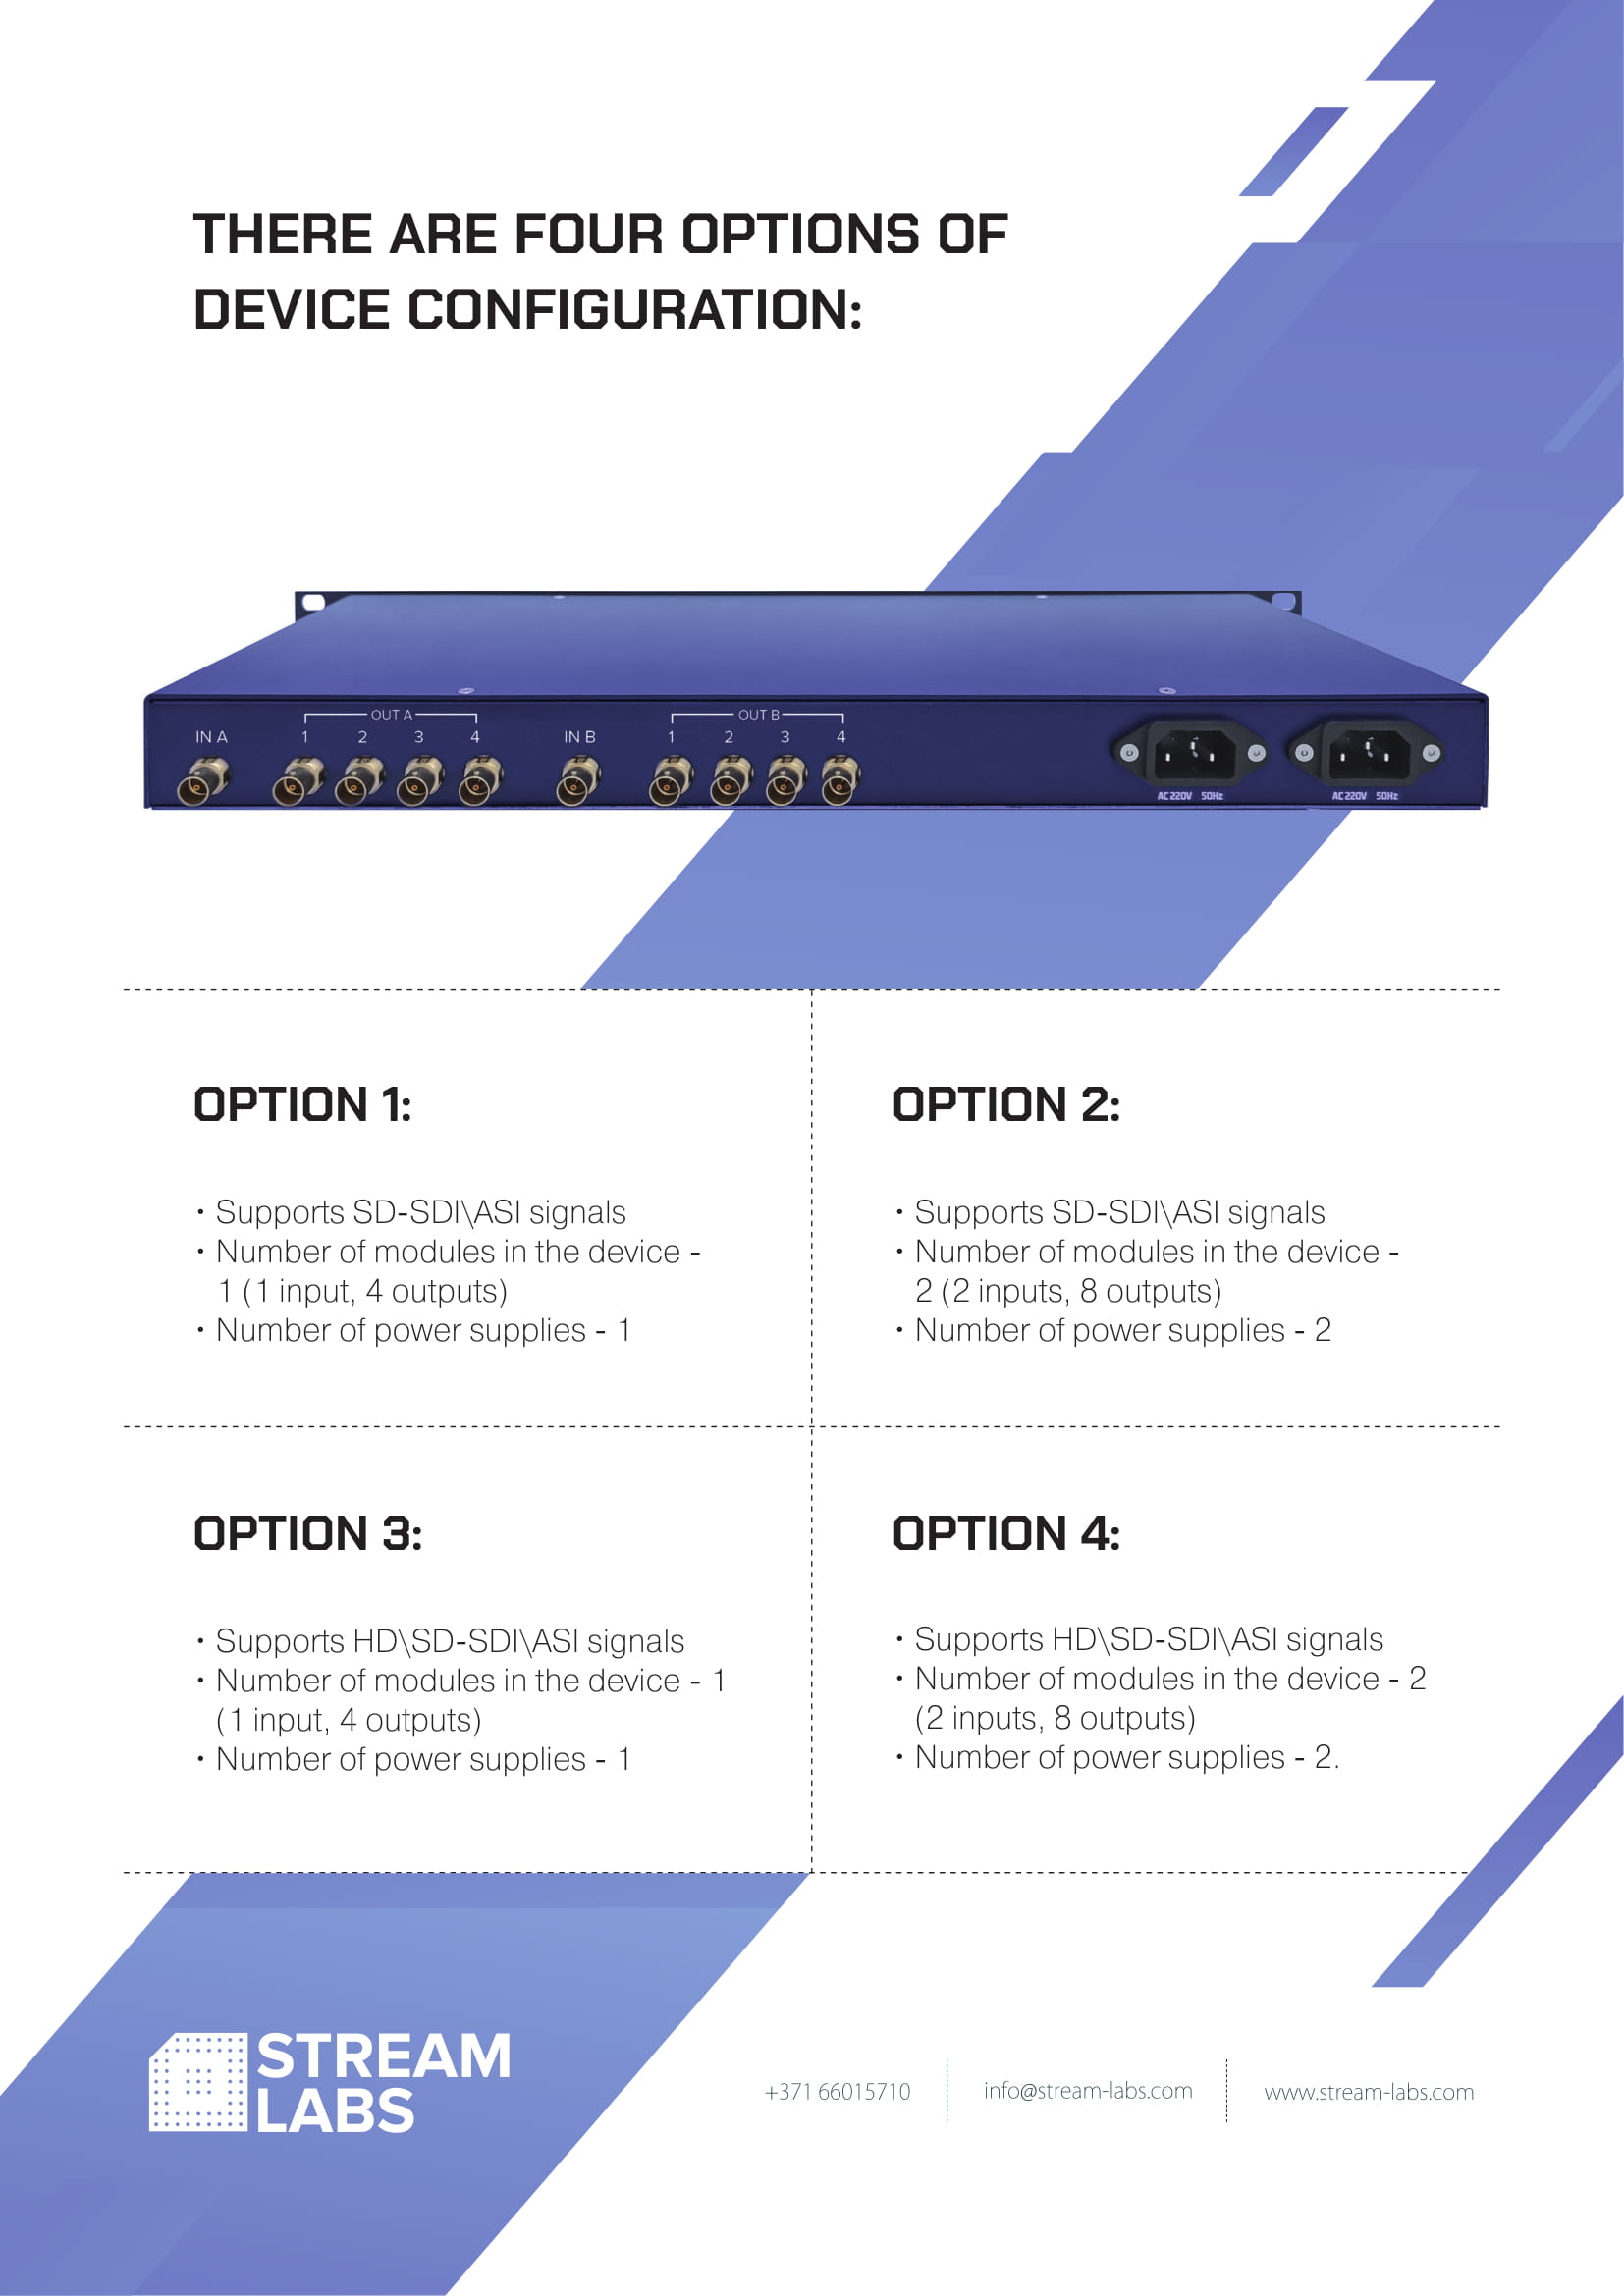 THERE ARE FOUR OPTIONS OF
DEVICE CONFIGURATION:
OUT A
OUT B
IN A
1
2
3
4
IN B
1
2
3
4
AC 220V 50Hz
AC 220V 50Hz
OPTION 1:
• Supports SD-SDI\ASI signals
• Number of modules in the device -
1 (1 input, 4 outputs)
• Number of power supplies - 1
OPTION 2:
• Supports SD-SDI\ASI signals
• Number of modules in the device -
2 (2 inputs, 8 outputs)
• Number of power supplies - 2
OPTION 3:
• Supports HD\SD-SDI\ASI signals
• Number of modules in the device - 1
(1 input, 4 outputs)
• Number of power supplies - 1
OPTION 4:
• Supports HD\SD-SDI\ASI signals
• Number of modules in the device - 2
(2 inputs, 8 outputs)
• Number of power supplies - 2.
STREAM
LABS
+371 66015710
info@stream-labs.com
www.stream-labs.com